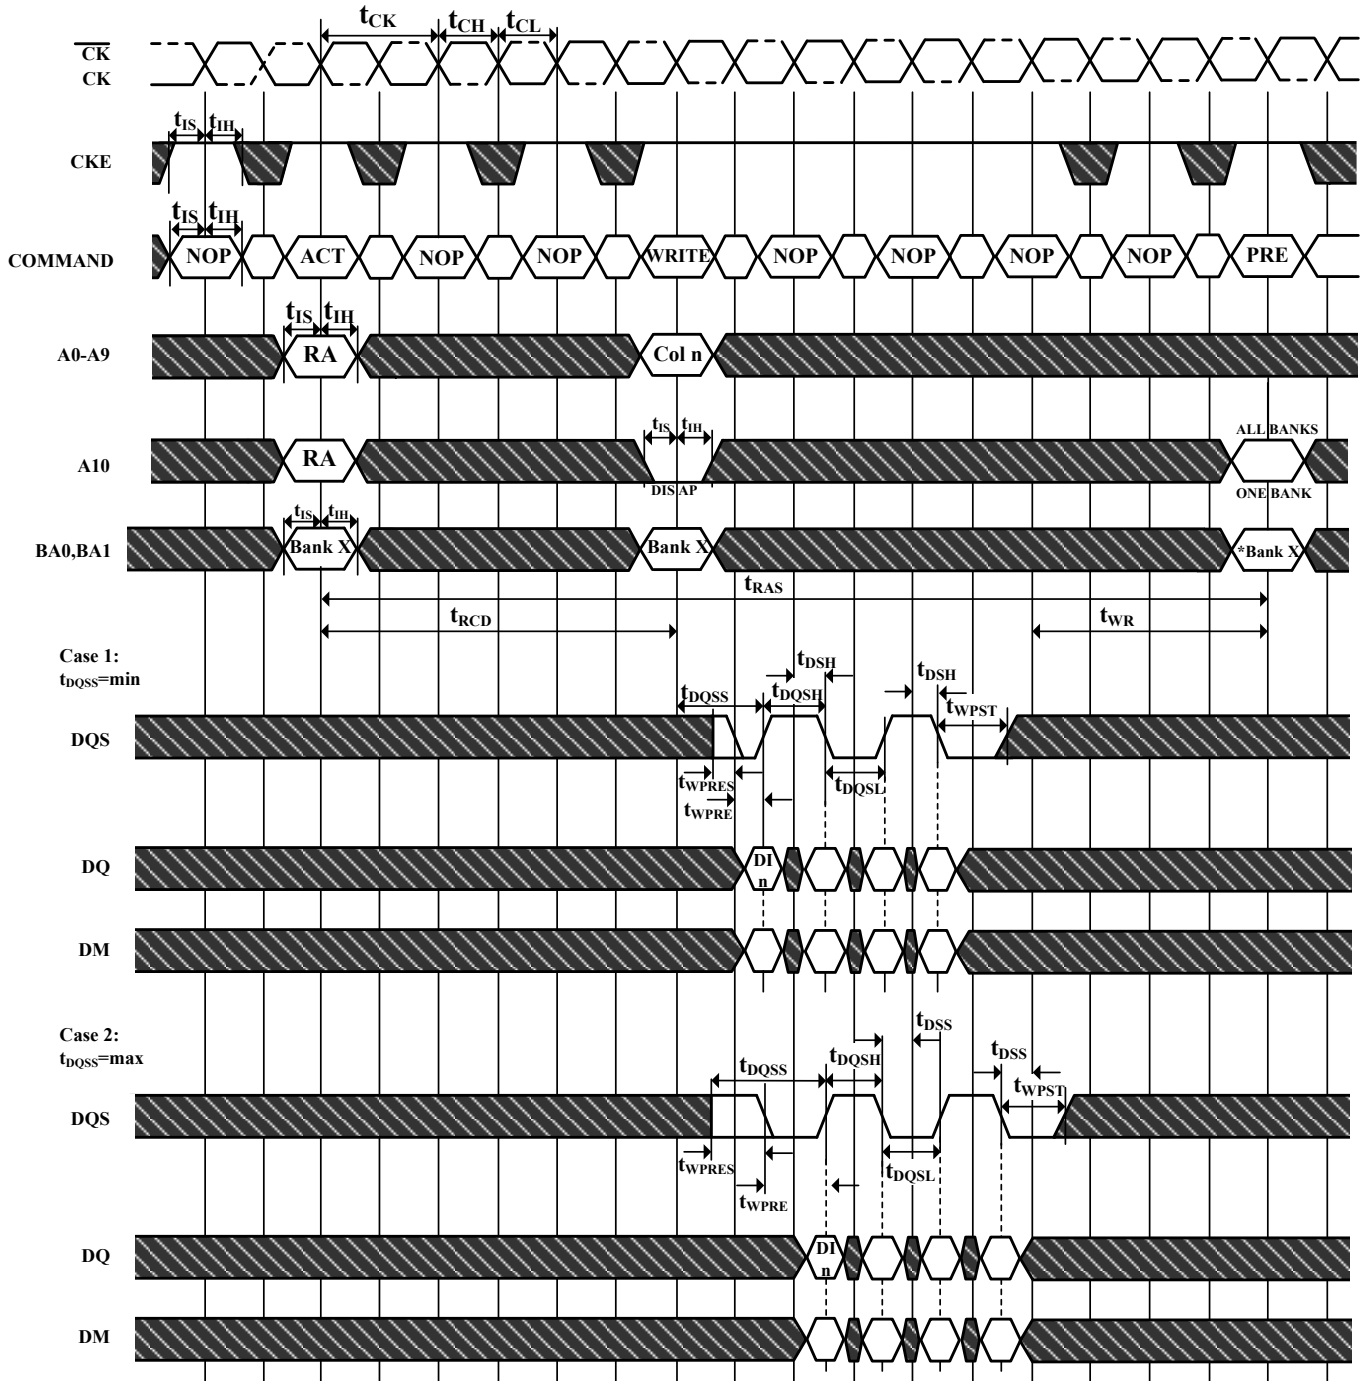 tCK tCH tCL
CK
CK
tIS tIH
CKE
tIS tIH
COMMAND NOP ACT NOP NOP WRITE NOP NOP NOP NOP PRE
tIS tIH
A0-A9 RA Col n
tIS tIH ALL BANKS
A10 RA
DIS AP ONE BANK
tIS tIH
BA0,BA1 Bank X Bank X *Bank X
tRAS
tRCD tWR
Case 1:
tDQSS=min
tDSH tDSH
tDQSS tDQSH tWPST
DQS
tWPRES tDQSL
tWPRE
DQ DI
n
DM
Case 2:
tDQSS=max
tDSS tDSS
tDQSS tDQSH tWPST
DQS
tWPRES tDQSL
tWPRE
DQ DI
n
DM